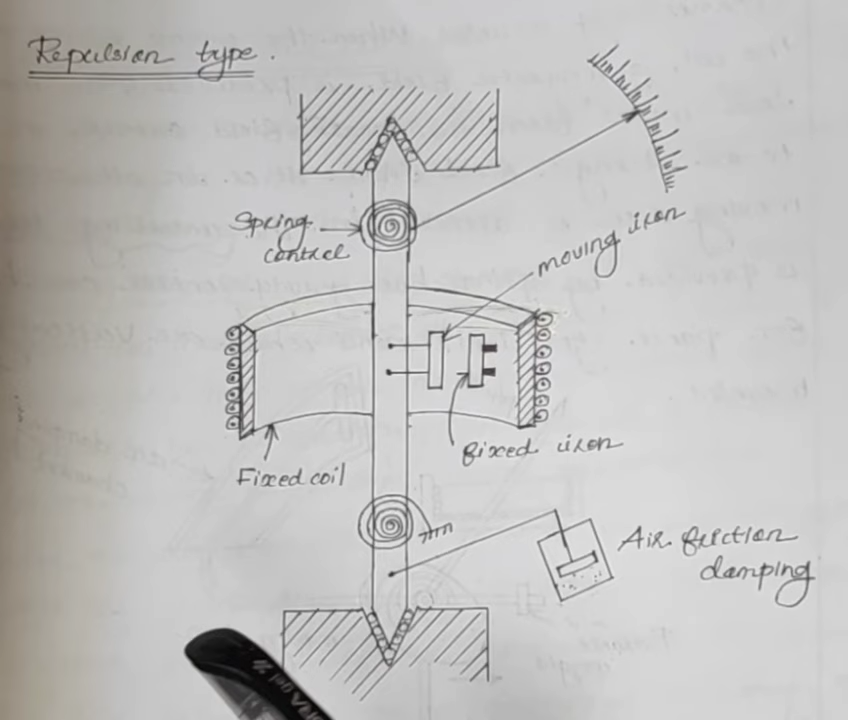 Repulsion type.
Spring control
moving iron
fixed iron
Fixed coil
Air friction
damping